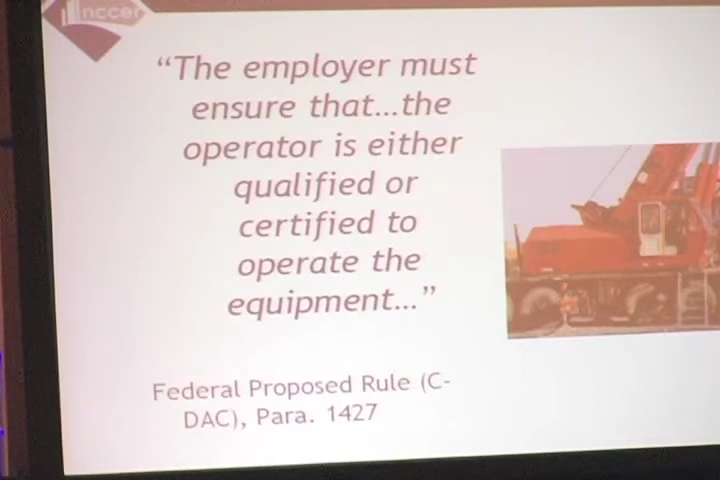 nccer
“The employer must
ensure that...the
operator is either
qualified or
certified to
operate the
equipment...”
Federal Proposed Rule (C-
DAC), Para. 1427